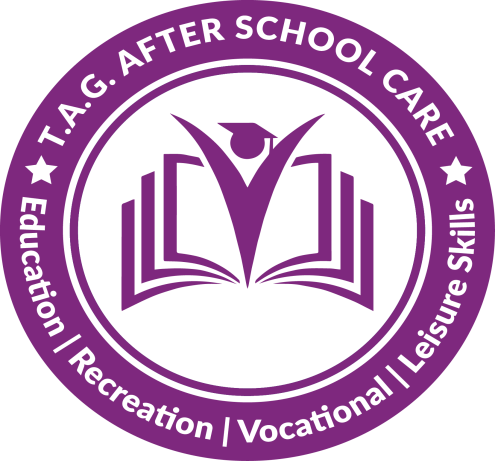 T.A.G. AFTER SCHOOL CARE
Education | Recreation | Vocational | Leisure Skills